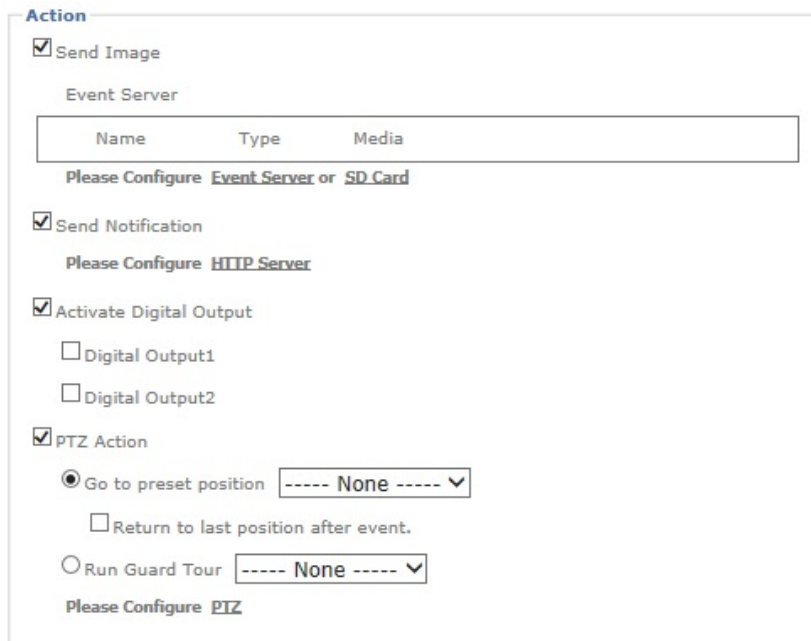 Action
Send Image
Event Server
Name Type Media
Please Configure Event Server or SD Card
Send Notification
Please Configure HTTP Server
Activate Digital Output
Digital Output1
Digital Output2
PTZ Action
Go to preset position ----- None -----
Return to last position after event.
Run Guard Tour ----- None -----
Please Configure PTZ